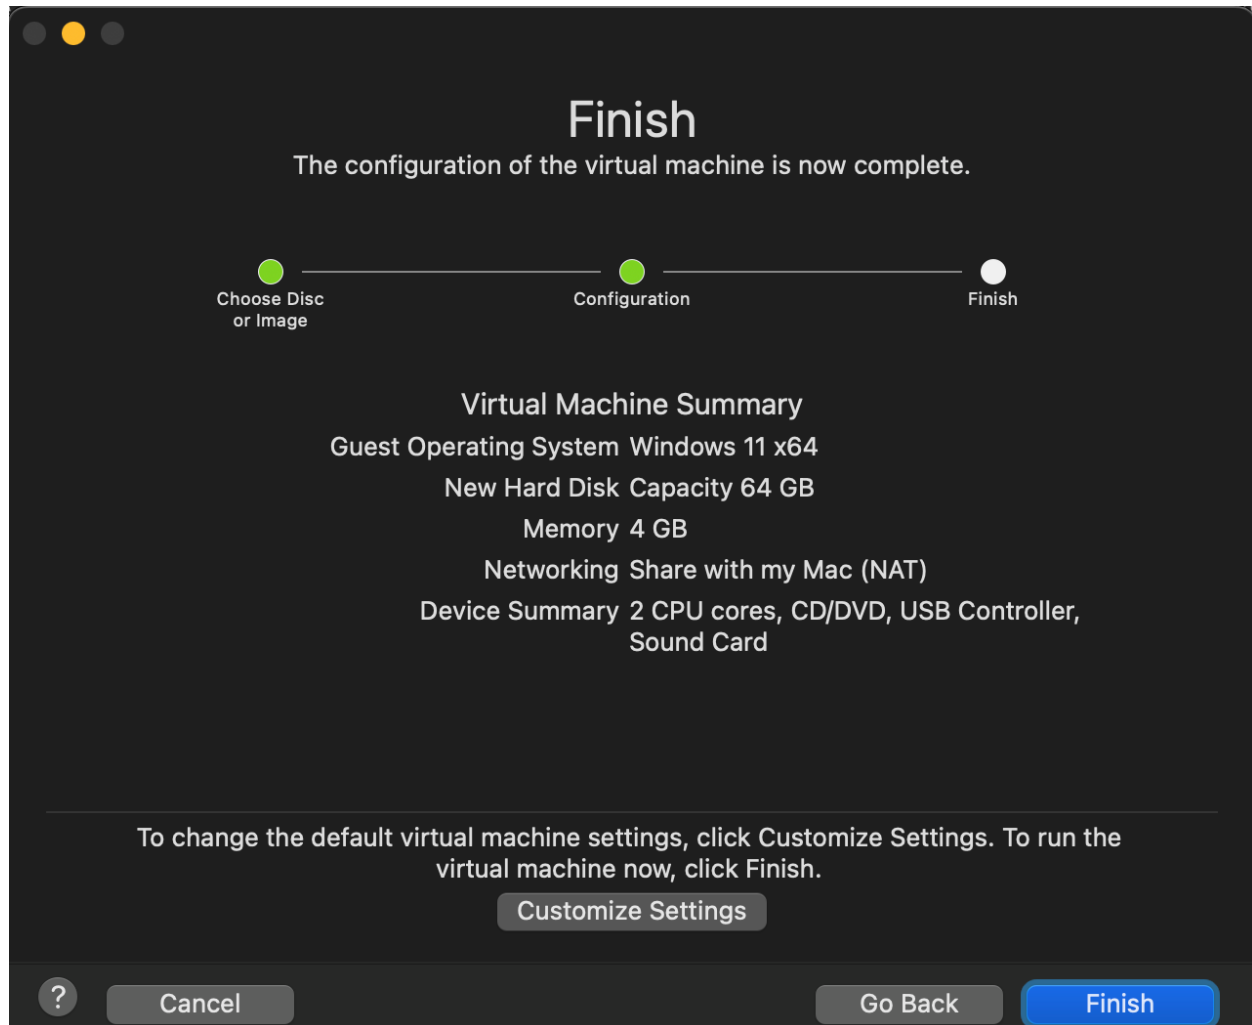 Finish
The configuration of the virtual machine is now complete.
Choose Disc
or Image
Configuration
Finish
Virtual Machine Summary
Guest Operating System Windows 11 x64
New Hard Disk Capacity 64 GB
Memory 4 GB
Networking Share with my Mac (NAT)
Device Summary 2 CPU cores, CD/DVD, USB Controller,
Sound Card
To change the default virtual machine settings, click Customize Settings. To run the
virtual machine now, click Finish.
Customize Settings
? Cancel Go Back Finish